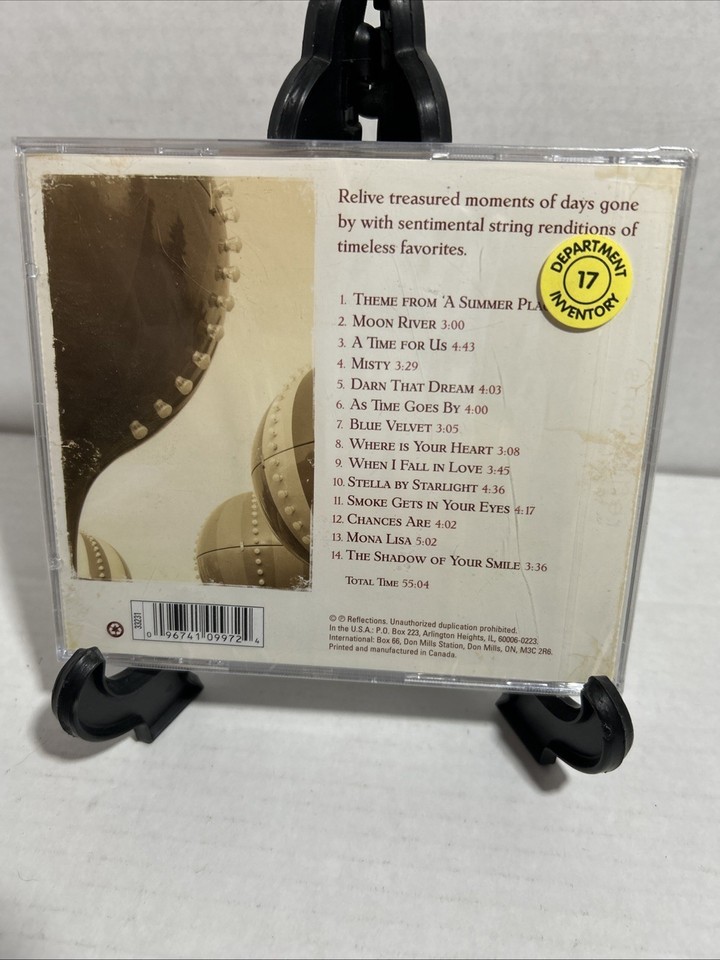 Relive treasured moments of days gone
by with sentimental string renditions of
timeless favorites.
DEPARTMENT
17
INVENTORY
1. THEME FROM 'A SUMMER
2. MOON RIVER 3:00
3. A TIME FOR US 4:43
4. MISTY 3:29
5. DARN THAT DREAM 4:03
6. AS TIME GOES BY 4:00
7. BLUE VELVET 3:05
8. WHERE IS YOUR HEART 3:08
9. WHEN I FALL IN LOVE 3:45
10. STELLA BY STARLIGHT 4:36
11. SMOKE GETS IN YOUR EYES 4:17
12. CHANCES ARE 4:02
13. MONA LISA 5:02
14. THE SHADOW OF YOUR SMILE 3:36
TOTAL TIME 55:04
33231
0 96741 09972 4
© ℗ Reflections. Unauthorized duplication prohibited.
In the U.S.A.: P.O. Box 223, Arlington Heights, IL, 60006-0223.
International: Box 66, Don Mills Station, Don Mills, ON, M3C 2R6.
Printed and manufactured in Canada.